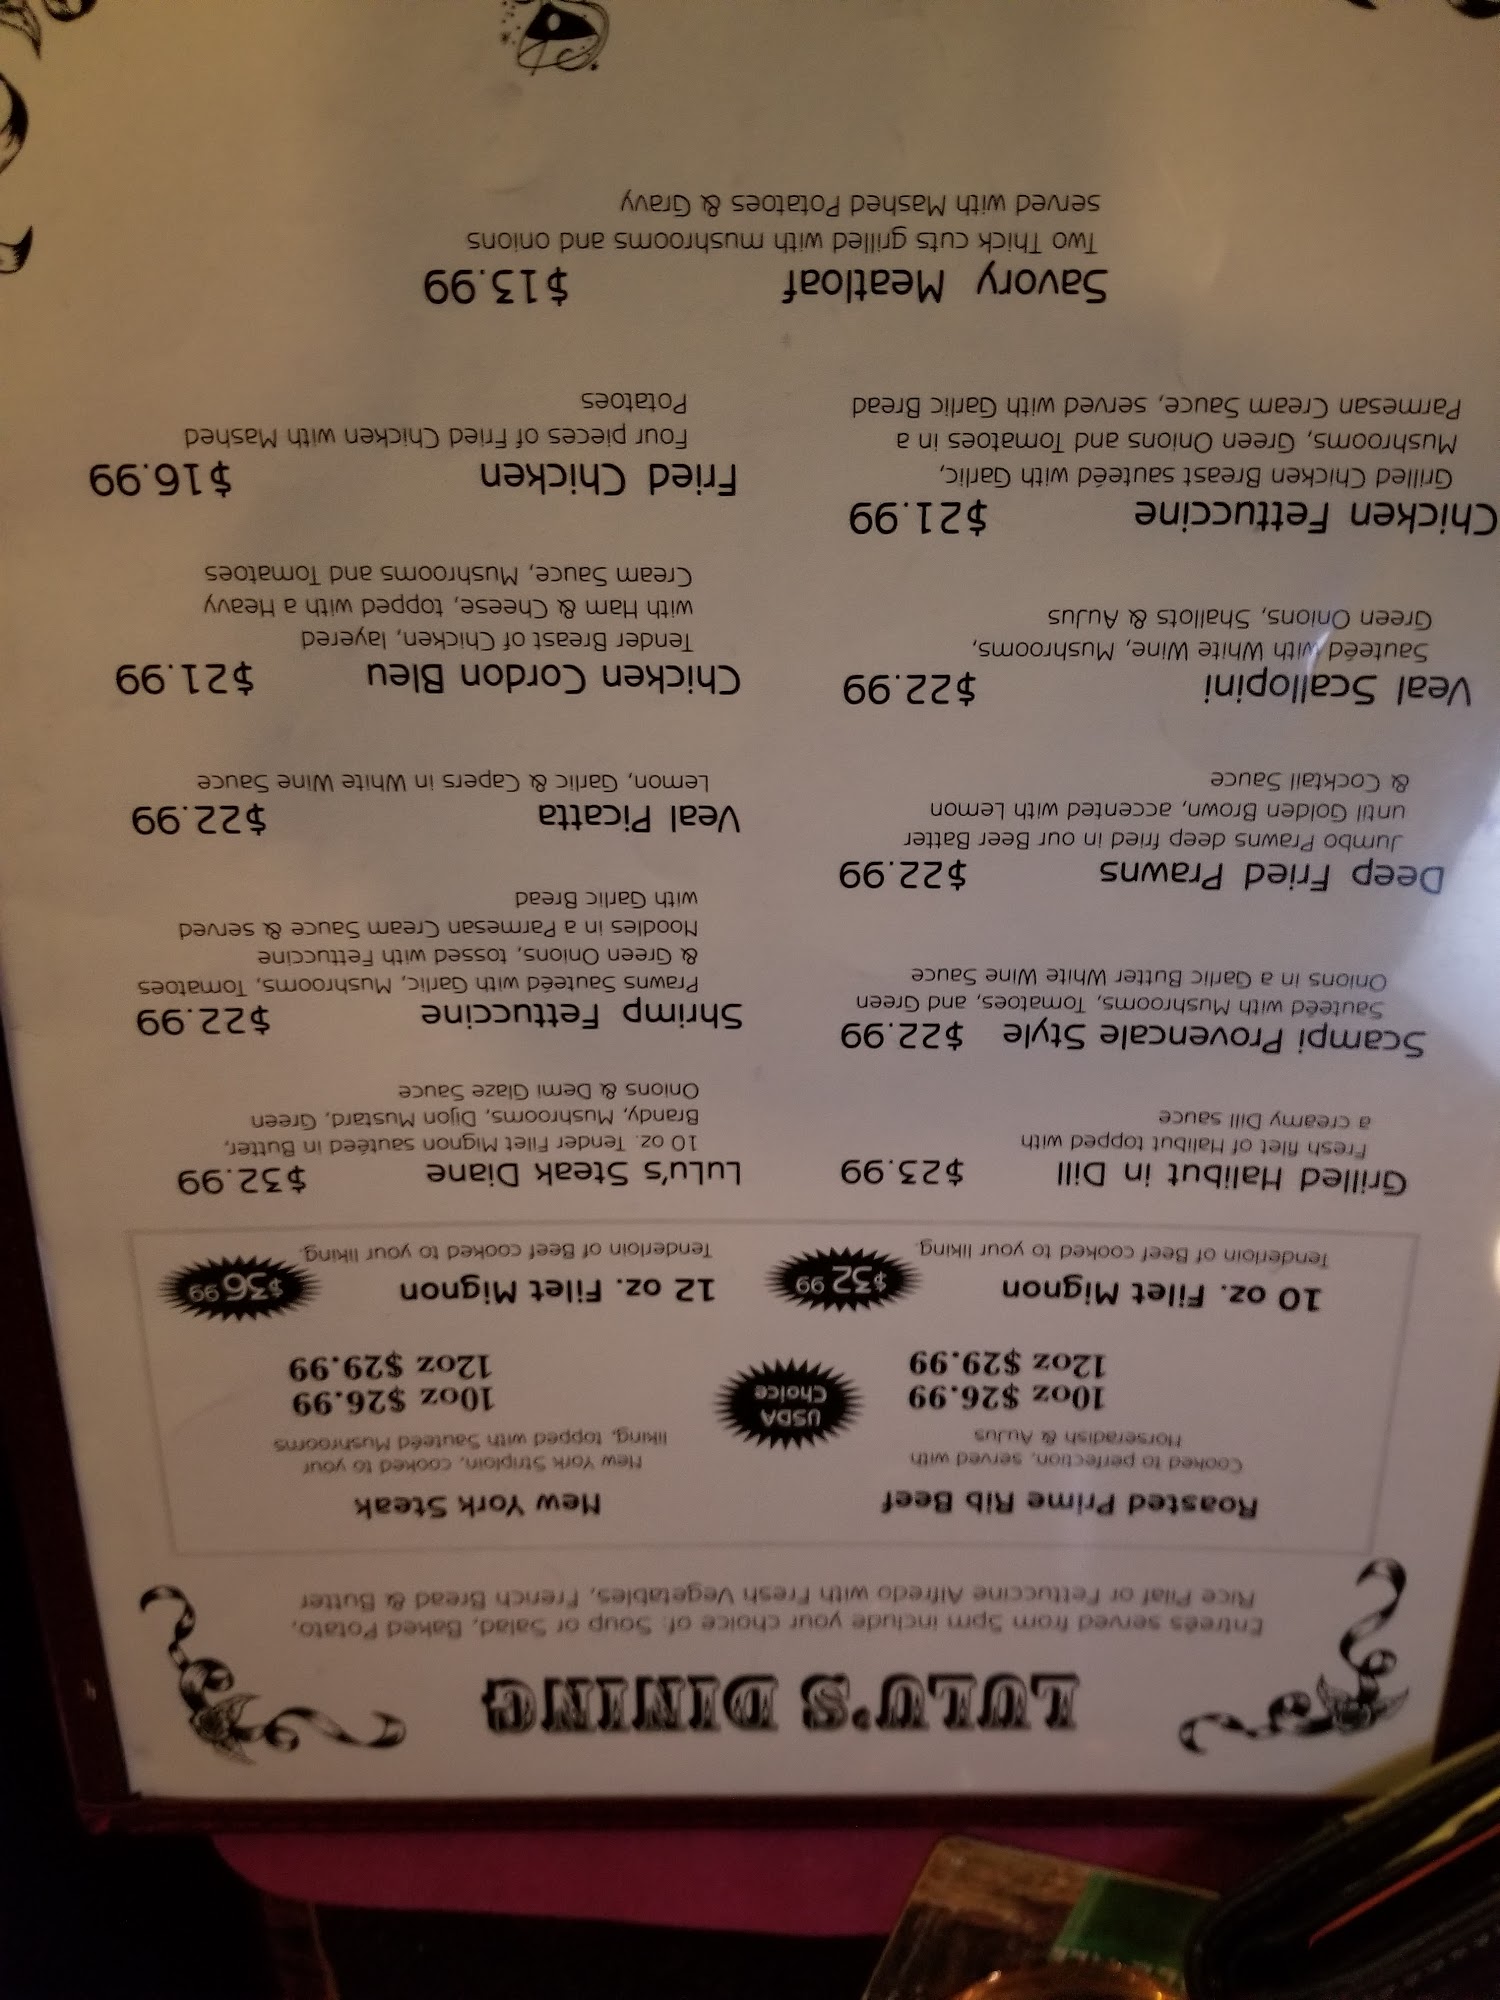 LULU'S DINING
Entrées served from 5pm include your choice of: Soup or Salad, Baked Potato,
Rice Pilaf or Fettuccine Alfredo with Fresh Vegetables, French Bread & Butter
Roasted Prime Rib Beef
Cooked to perfection, served with
Horseradish & AuJus
10oz $26.99
12oz $29.99
USDA
Choice
New York Steak
New York Striploin, cooked to your
liking, topped with Sautéed Mushrooms
10oz $26.99
12oz $29.99
10 oz. Filet Mignon $32.99
Tenderloin of Beef cooked to your liking.
12 oz. Filet Mignon $36.99
Tenderloin of Beef cooked to your liking.
Grilled Halibut in Dill $23.99
Fresh filet of Halibut topped with
a creamy Dill sauce
Scampi Provencale Style $22.99
Sautéed with Mushrooms, Tomatoes, and Green
Onions in a Garlic Butter White Wine Sauce
Deep Fried Prawns $22.99
Jumbo Prawns deep fried in our Beer Batter
until Golden Brown, accented with Lemon
& Cocktail Sauce
Veal Scallopini $22.99
Sautéed with White Wine, Mushrooms,
Green Onions, Shallots & AuJus
Chicken Fettuccine $21.99
Grilled Chicken Breast sautéed with Garlic,
Mushrooms, Green Onions and Tomatoes in a
Parmesan Cream Sauce, served with Garlic Bread
LuLu's Steak Diane $32.99
10 oz. Tender Filet Mignon sautéed in Butter,
Brandy, Mushrooms, Dijon Mustard, Green
Onions & Demi Glaze Sauce
Shrimp Fettuccine $22.99
Prawns Sautéed with Garlic, Mushrooms, Tomatoes
& Green Onions, tossed with Fettuccine
Noodles in a Parmesan Cream Sauce & served
with Garlic Bread
Veal Picatta $22.99
Lemon, Garlic & Capers in White Wine Sauce
Chicken Cordon Bleu $21.99
Tender Breast of Chicken, layered
with Ham & Cheese, topped with a Heavy
Cream Sauce, Mushrooms and Tomatoes
Fried Chicken $16.99
Four pieces of Fried Chicken with Mashed
Potatoes
Savory Meatloaf $13.99
Two Thick cuts grilled with mushrooms and onions
served with Mashed Potatoes & Gravy